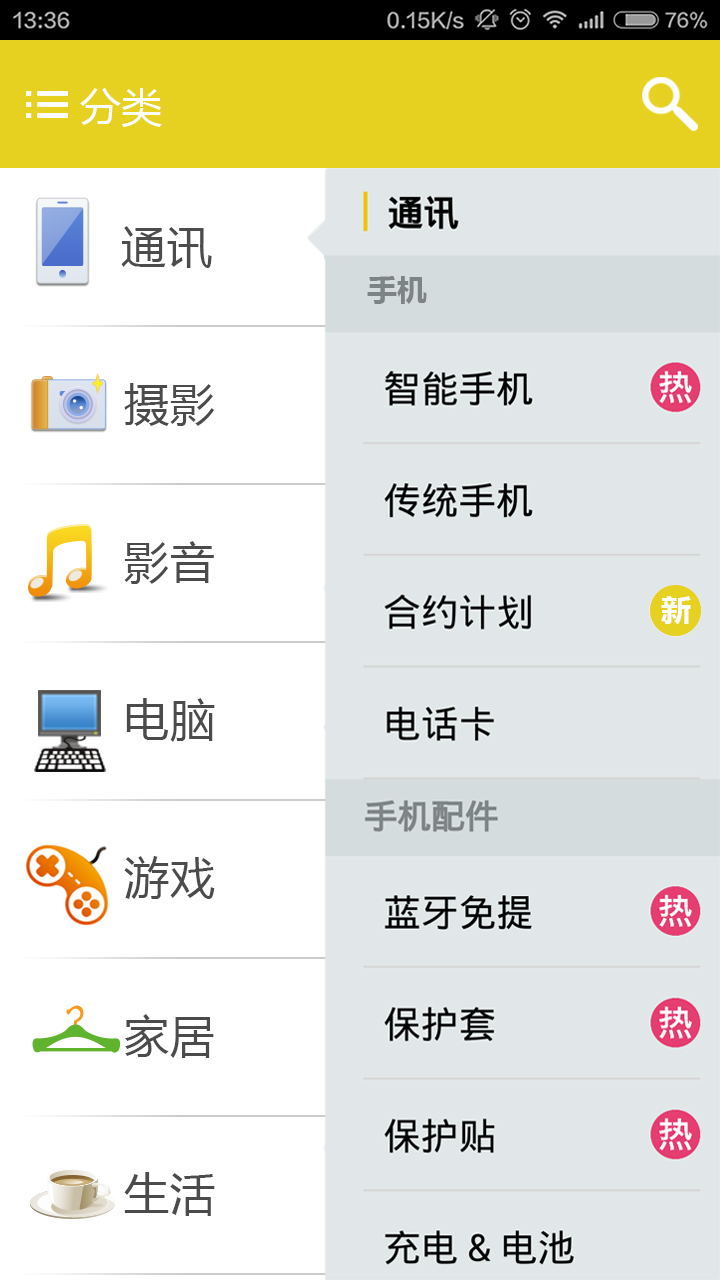 13:36 0.15K/s 76%
分类
通讯
摄影
影音
电脑
游戏
家居
生活
通讯
手机
智能手机 热
传统手机
合约计划 新
电话卡
手机配件
蓝牙免提 热
保护套 热
保护贴 热
充电 & 电池